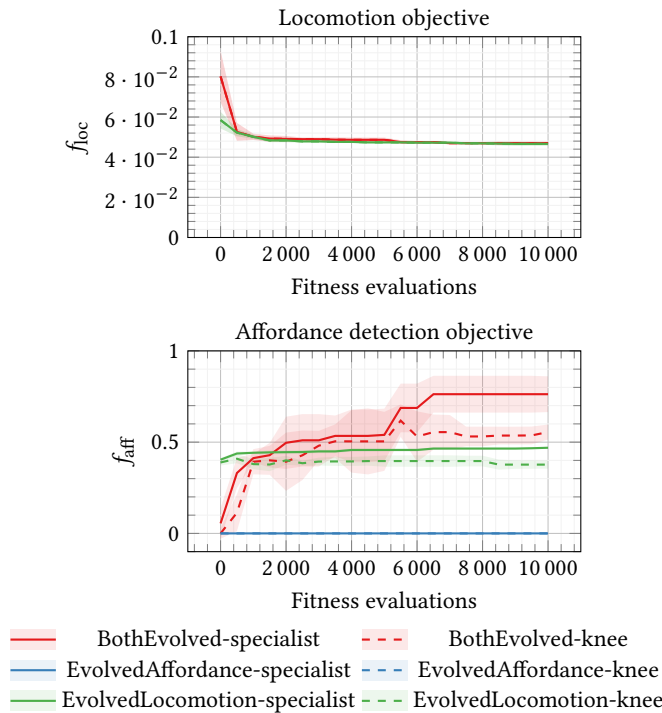 Locomotion objective
0.1
8 · 10⁻²
6 · 10⁻²
4 · 10⁻²
2 · 10⁻²
0
f_loc
0 2 000 4 000 6 000 8 000 10 000
Fitness evaluations
Affordance detection objective
1
0.5
0
f_aff
0 2 000 4 000 6 000 8 000 10 000
Fitness evaluations
BothEvolved-specialist BothEvolved-knee
EvolvedAffordance-specialist EvolvedAffordance-knee
EvolvedLocomotion-specialist EvolvedLocomotion-knee